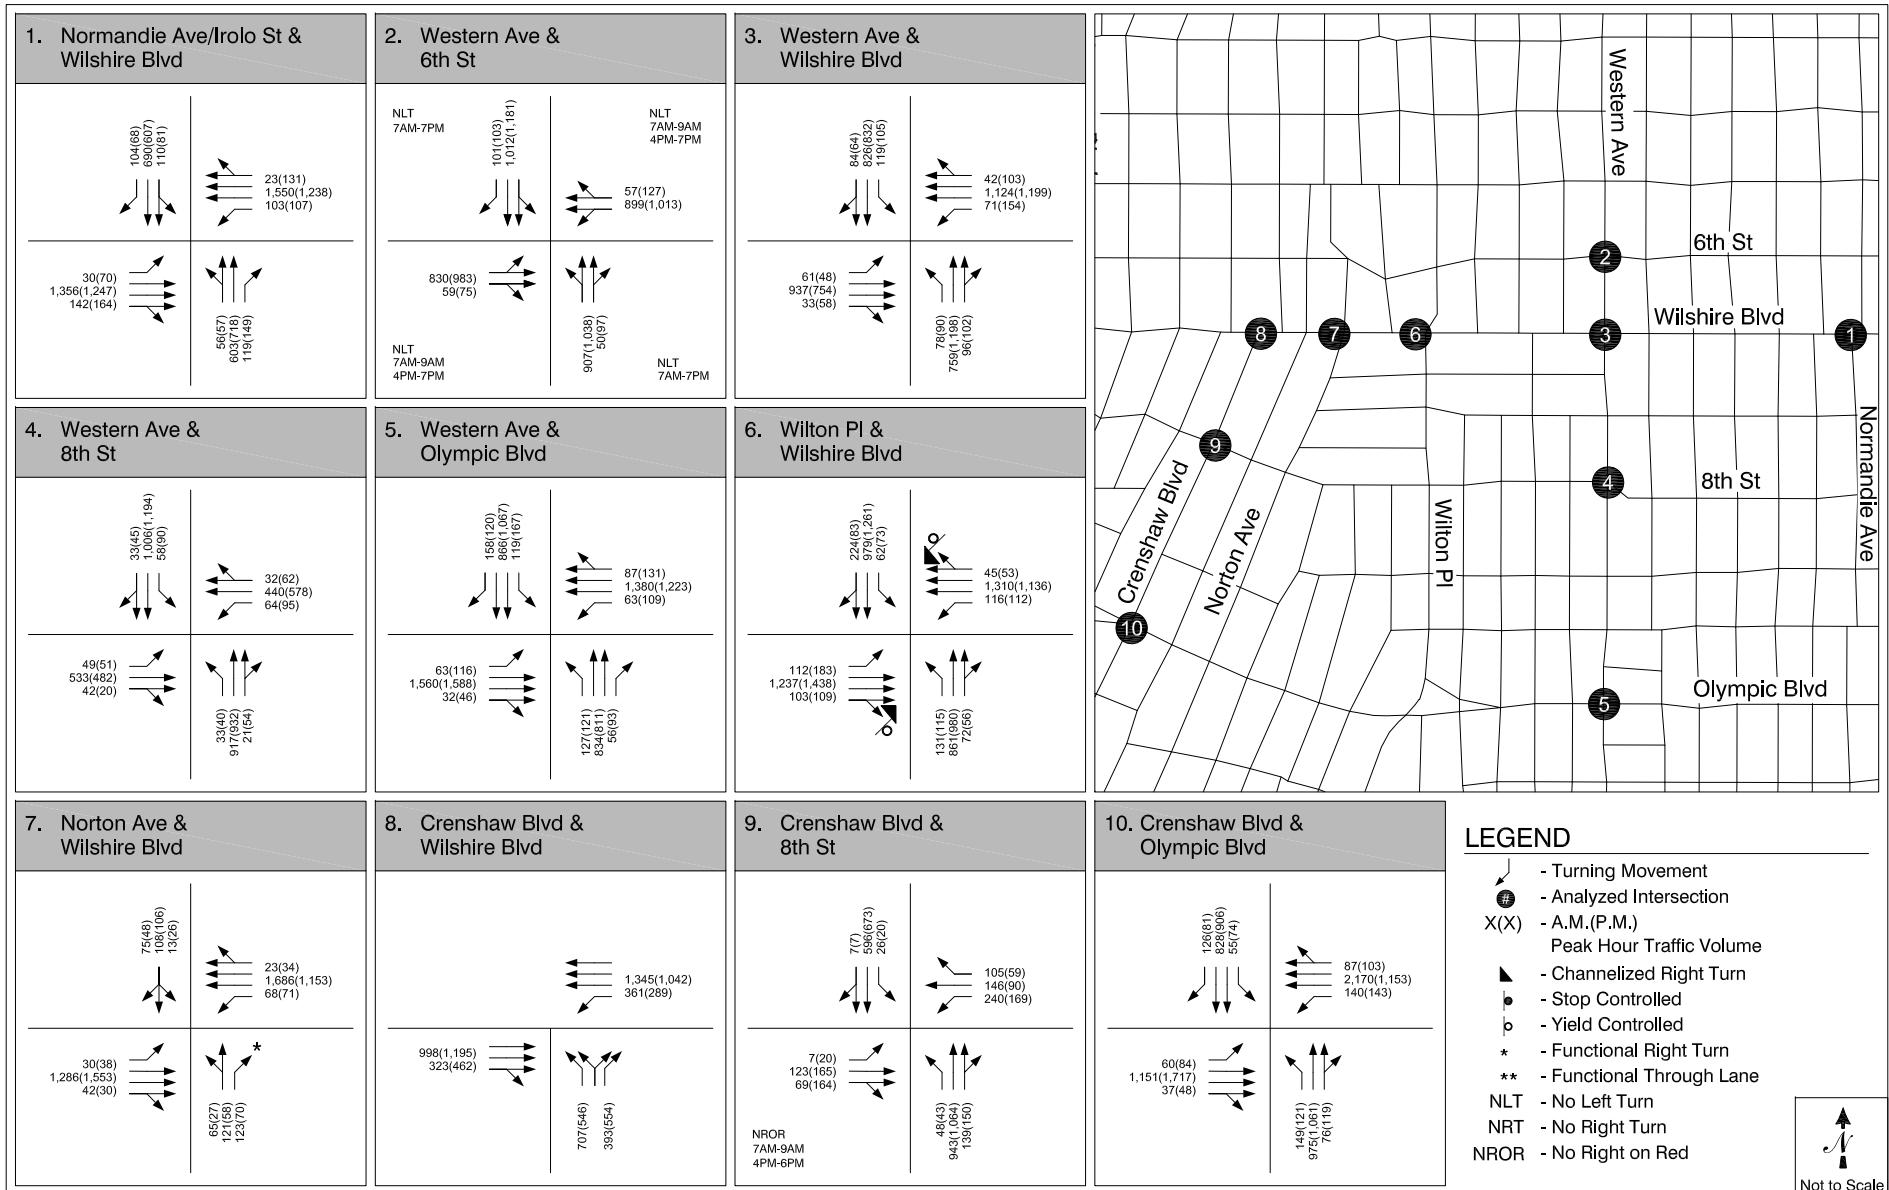 1. Normandie Ave/Irolo St &
Wilshire Blvd
104(68)
690(607)
110(81)
23(131)
1,550(1,238)
103(107)
30(70)
1,356(1,247)
142(164)
56(57)
603(718)
119(149)
2. Western Ave &
6th St
NLT
7AM-7PM
101(103)
1,012(1,181)
NLT
7AM-9AM
4PM-7PM
57(127)
899(1,013)
830(983)
59(75)
NLT
7AM-9AM
4PM-7PM
907(1,038)
50(97)
NLT
7AM-7PM
3. Western Ave &
Wilshire Blvd
84(64)
826(832)
119(105)
42(103)
1,124(1,199)
71(154)
61(48)
937(754)
33(58)
78(90)
759(1,198)
96(102)
4. Western Ave &
8th St
33(45)
1,006(1,194)
58(90)
32(62)
440(578)
64(95)
49(51)
533(482)
42(20)
33(40)
917(932)
21(54)
5. Western Ave &
Olympic Blvd
158(120)
866(1,067)
119(167)
87(131)
1,380(1,223)
63(109)
63(116)
1,560(1,588)
32(46)
127(121)
834(811)
56(93)
6. Wilton Pl &
Wilshire Blvd
224(83)
979(1,261)
62(73)
45(53)
1,310(1,136)
116(112)
112(183)
1,237(1,438)
103(109)
131(115)
861(980)
72(56)
7. Norton Ave &
Wilshire Blvd
75(48)
108(106)
13(26)
23(34)
1,686(1,153)
68(71)
30(38)
1,286(1,553)
42(30)
*
65(27)
121(58)
123(70)
8. Crenshaw Blvd &
Wilshire Blvd
1,345(1,042)
361(289)
998(1,195)
323(462)
707(546)
393(554)
9. Crenshaw Blvd &
8th St
7(7)
596(673)
26(20)
105(59)
146(90)
240(169)
7(20)
123(165)
69(164)
NROR
7AM-9AM
4PM-6PM
48(43)
943(1,064)
139(150)
10. Crenshaw Blvd &
Olympic Blvd
126(81)
828(906)
55(74)
87(103)
2,170(1,153)
140(143)
60(84)
1,151(1,717)
37(48)
149(121)
975(1,061)
76(119)
Western Ave
6th St
2
Wilshire Blvd
8
7
6
3
1
Normandie Ave
9
8th St
4
Crenshaw Blvd
Norton Ave
Wilton Pl
10
Olympic Blvd
5
LEGEND
- Turning Movement
# - Analyzed Intersection
X(X) - A.M.(P.M.)
Peak Hour Traffic Volume
- Channelized Right Turn
- Stop Controlled
- Yield Controlled
* - Functional Right Turn
** - Functional Through Lane
NLT - No Left Turn
NRT - No Right Turn
NROR - No Right on Red
N
Not to Scale